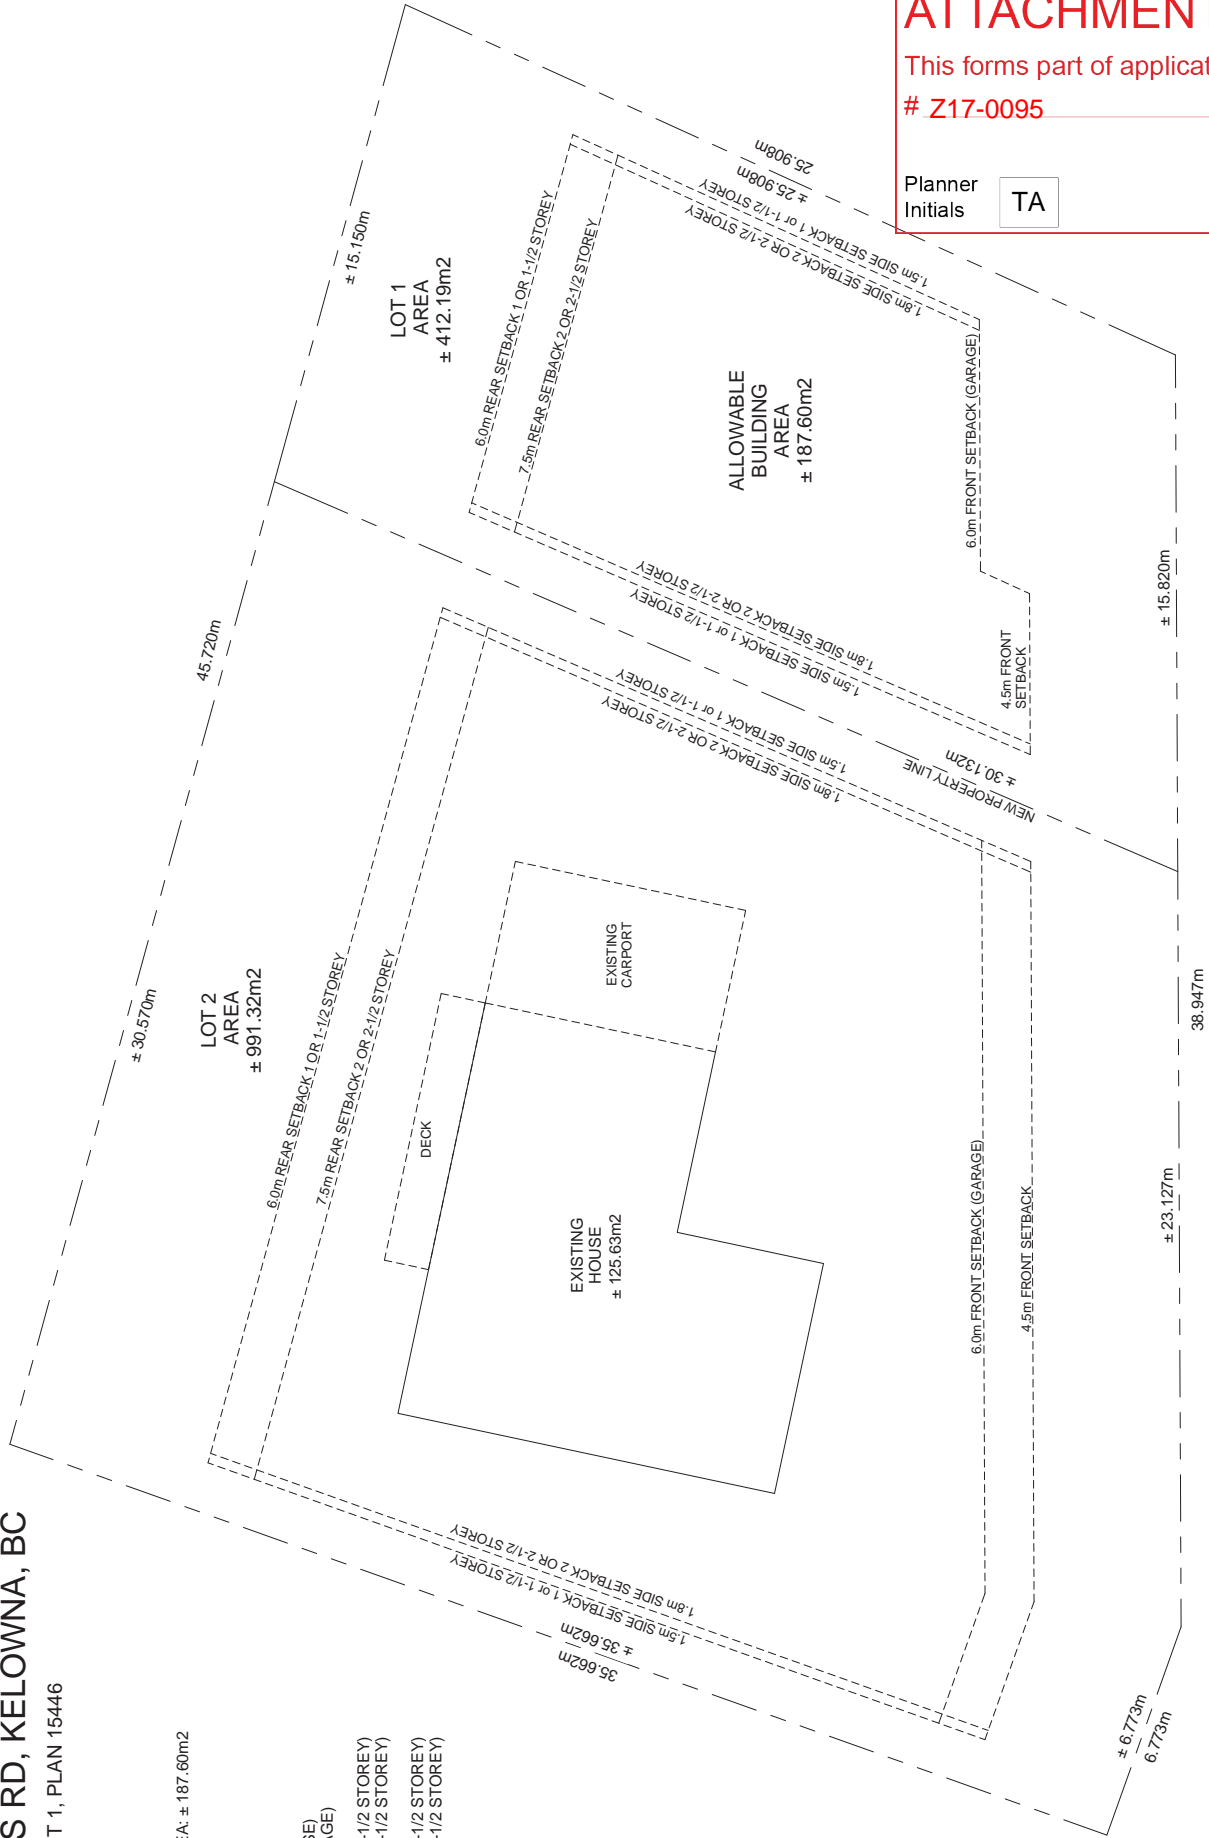 ATTACHMEN
This forms part of applicat
# Z17-0095
Planner
Initials
TA
S RD, KELOWNA, BC
T 1, PLAN 15446
EA: ± 187.60m2
SE)
AGE)
-1/2 STOREY)
-1/2 STOREY)
-1/2 STOREY)
-1/2 STOREY)
45.720m
± 15.150m
± 30.570m
LOT 1
AREA
± 412.19m2
6.0m REAR SETBACK 1 OR 1-1/2 STOREY
7.5m REAR SETBACK 2 OR 2-1/2 STOREY
25.908m
± 25.908m
1.5m SIDE SETBACK 1 or 1-1/2 STOREY
1.8m SIDE SETBACK 2 OR 2-1/2 STOREY
ALLOWABLE
BUILDING
AREA
± 187.60m2
6.0m FRONT SETBACK (GARAGE)
4.5m FRONT
SETBACK
± 15.820m
1.8m SIDE SETBACK 2 OR 2-1/2 STOREY
1.5m SIDE SETBACK 1 or 1-1/2 STOREY
± 30.132m
NEW PROPERTY LINE
1.5m SIDE SETBACK 1 or 1-1/2 STOREY
1.8m SIDE SETBACK 2 OR 2-1/2 STOREY
LOT 2
AREA
± 991.32m2
6.0m REAR SETBACK 1 OR 1-1/2 STOREY
7.5m REAR SETBACK 2 OR 2-1/2 STOREY
DECK
EXISTING
CARPORT
EXISTING
HOUSE
± 125.63m2
6.0m FRONT SETBACK (GARAGE)
4.5m FRONT SETBACK
± 23.127m
38.947m
1.8m SIDE SETBACK 2 OR 2-1/2 STOREY
1.5m SIDE SETBACK 1 or 1-1/2 STOREY
± 35.662m
35.662m
± 6.773m
6.773m